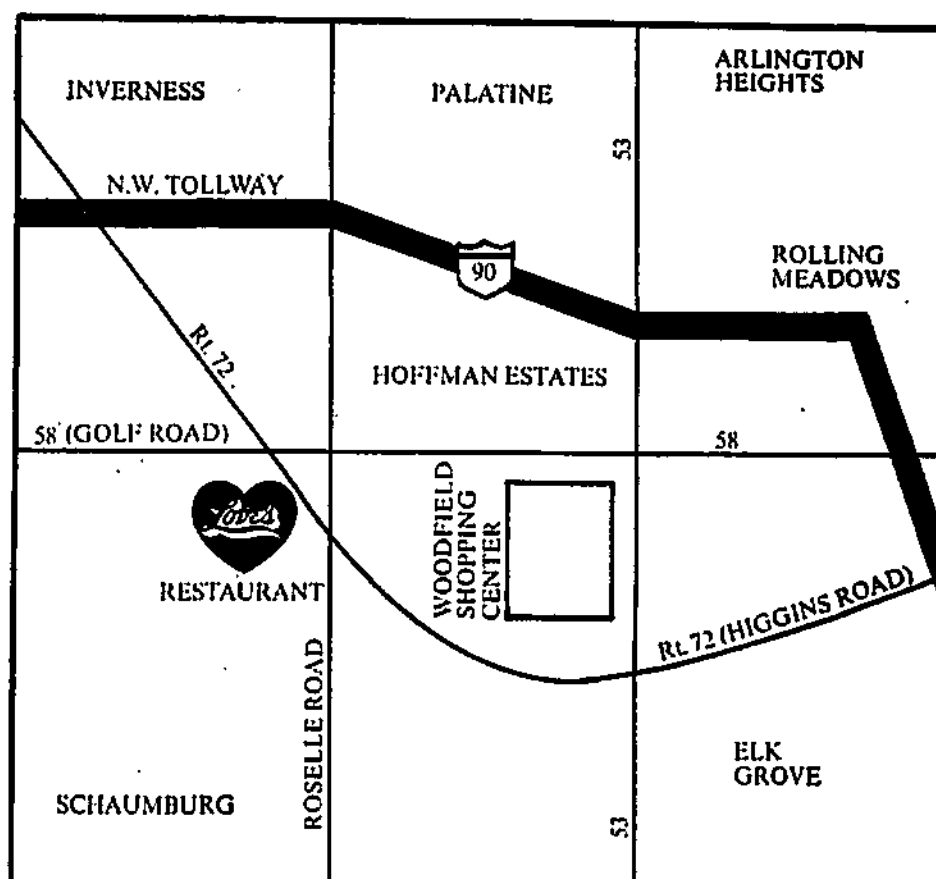 INVERNESS
PALATINE
ARLINGTON
HEIGHTS
53
N.W. TOLLWAY
90
ROLLING
MEADOWS
Rt. 72
HOFFMAN ESTATES
58 (GOLF ROAD)
58
Love's
RESTAURANT
WOODFIELD
SHOPPING
CENTER
Rt. 72 (HIGGINS ROAD)
ROSELLE ROAD
ELK
GROVE
SCHAUMBURG
53